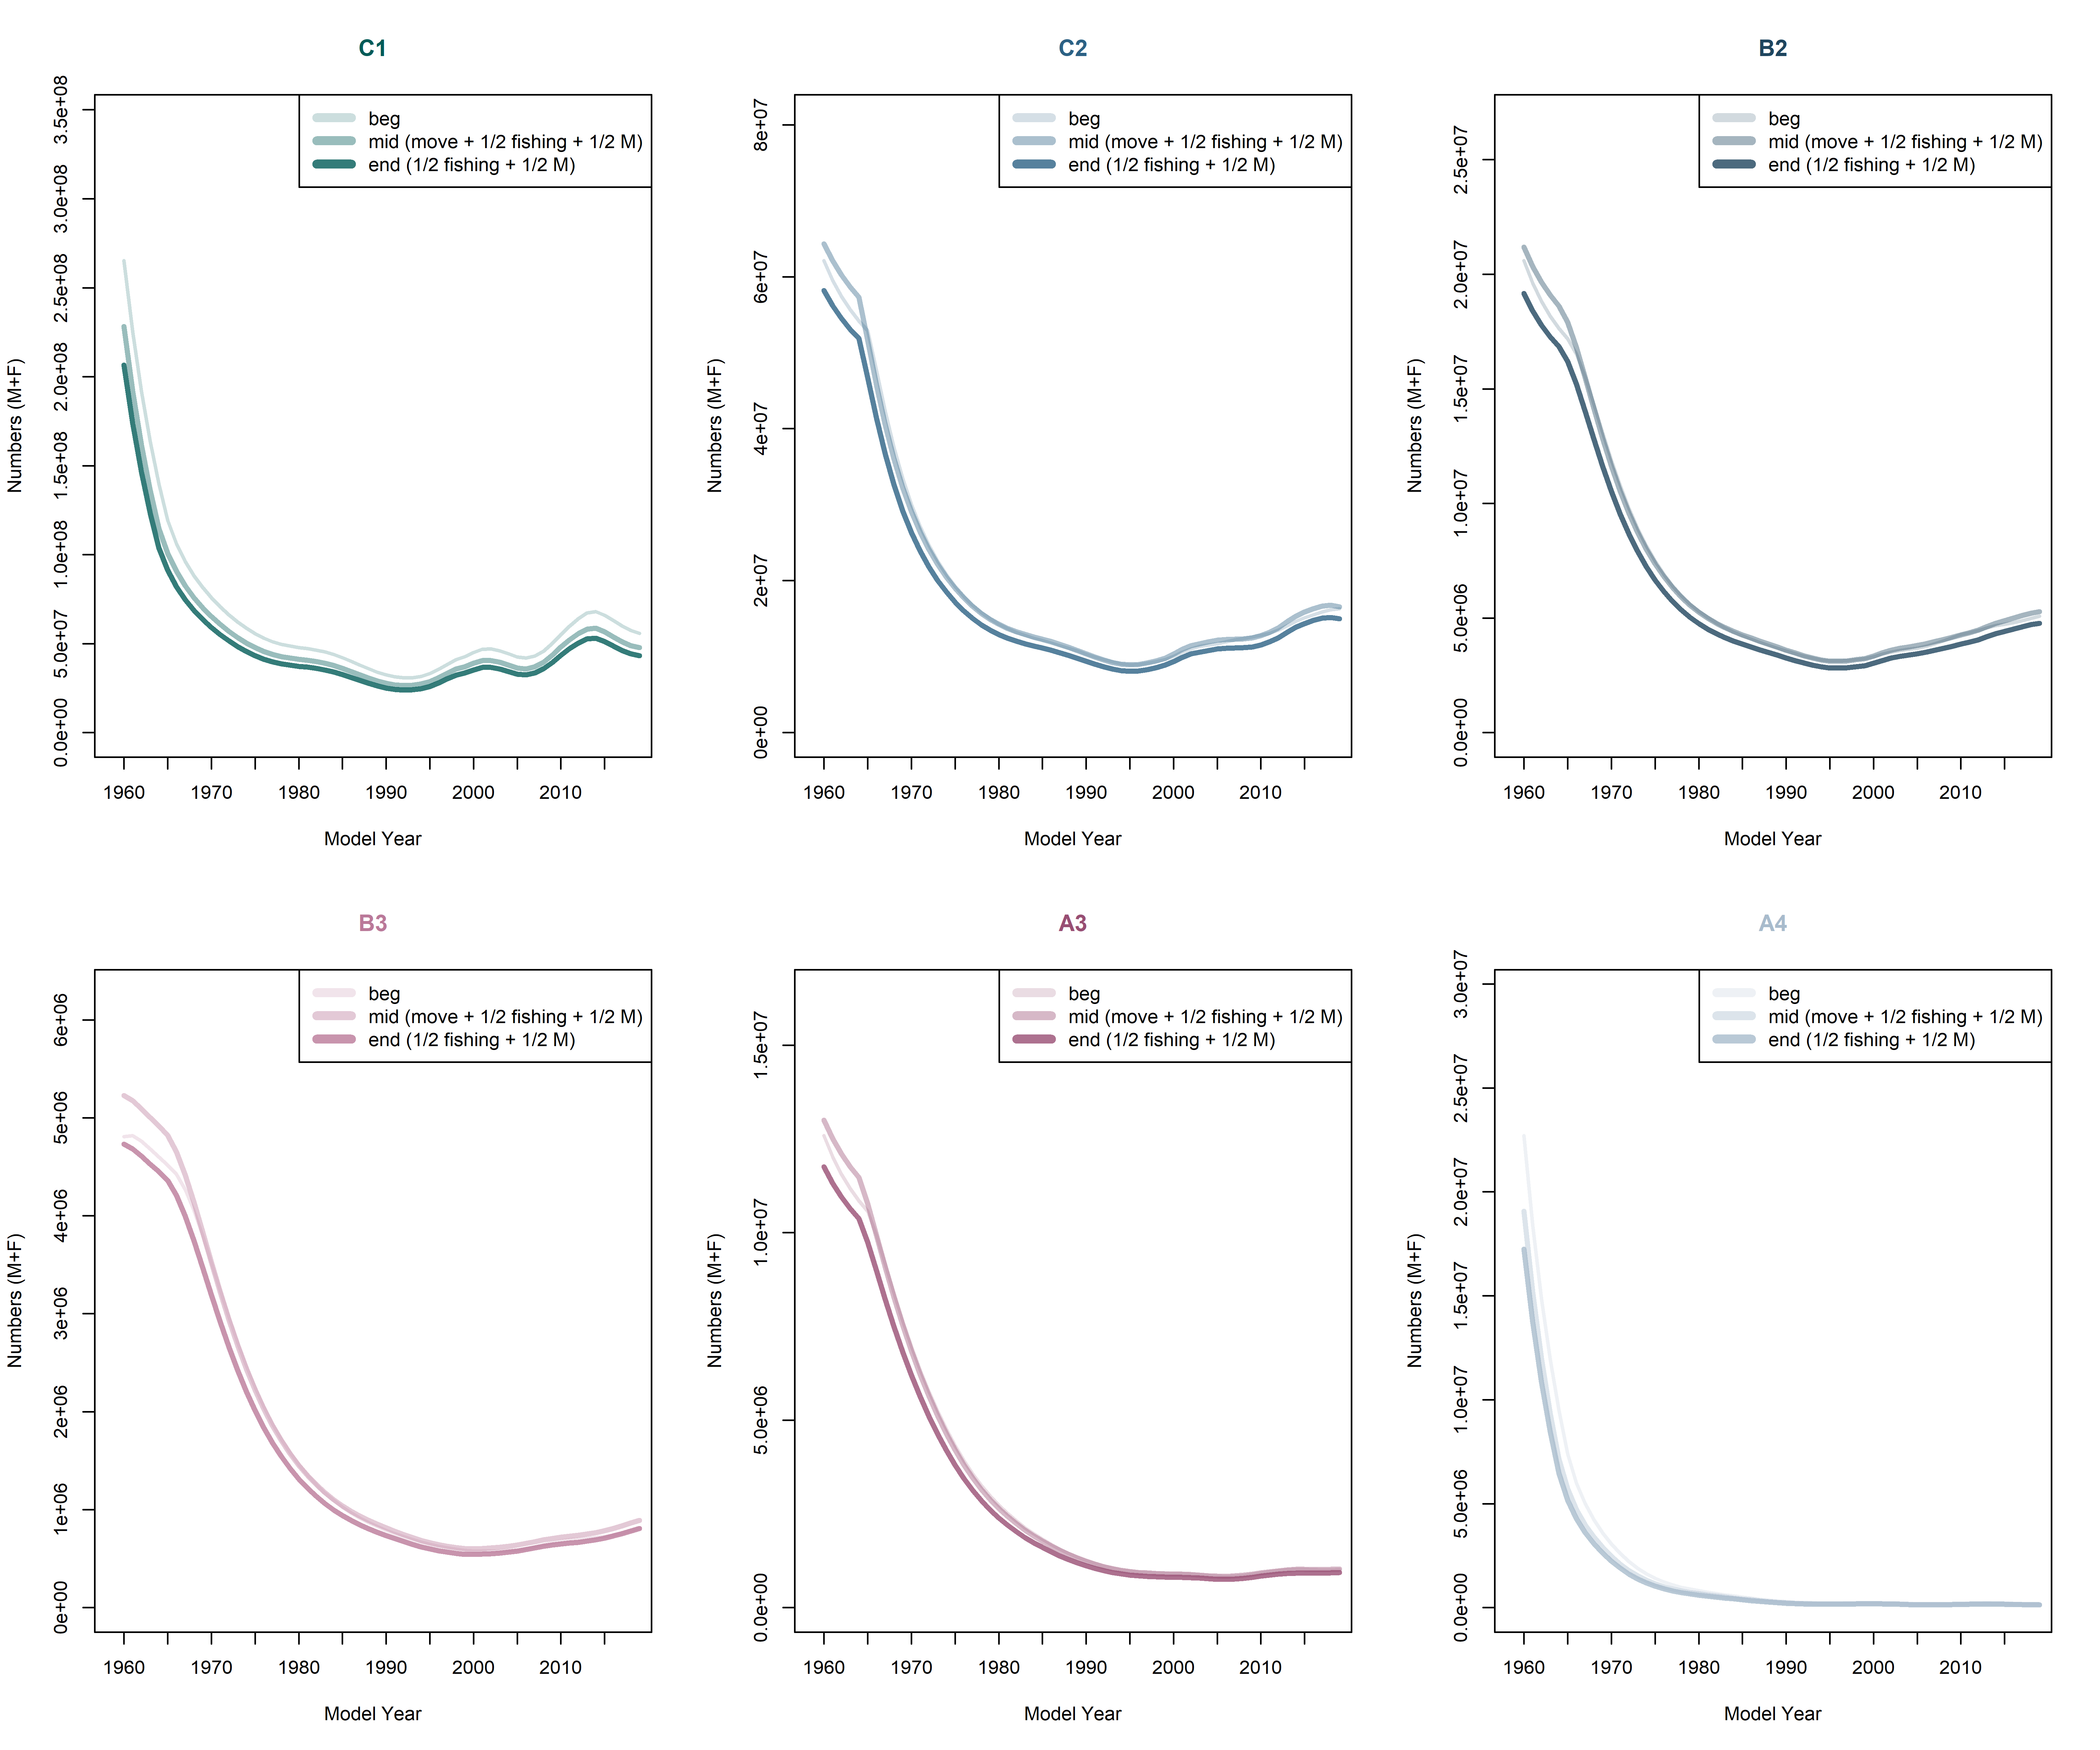 C1
beg
mid (move + 1/2 fishing + 1/2 M)
end (1/2 fishing + 1/2 M)
Numbers (M+F)
3.5e+08
3.0e+08
2.5e+08
2.0e+08
1.5e+08
1.0e+08
5.0e+07
0.0e+00
1960 1970 1980 1990 2000 2010
Model Year
C2
beg
mid (move + 1/2 fishing + 1/2 M)
end (1/2 fishing + 1/2 M)
Numbers (M+F)
8e+07
6e+07
4e+07
2e+07
0e+00
1960 1970 1980 1990 2000 2010
Model Year
B2
beg
mid (move + 1/2 fishing + 1/2 M)
end (1/2 fishing + 1/2 M)
Numbers (M+F)
2.5e+07
2.0e+07
1.5e+07
1.0e+07
5.0e+06
0.0e+00
1960 1970 1980 1990 2000 2010
Model Year
B3
beg
mid (move + 1/2 fishing + 1/2 M)
end (1/2 fishing + 1/2 M)
Numbers (M+F)
6e+06
5e+06
4e+06
3e+06
2e+06
1e+06
0e+00
1960 1970 1980 1990 2000 2010
Model Year
A3
beg
mid (move + 1/2 fishing + 1/2 M)
end (1/2 fishing + 1/2 M)
Numbers (M+F)
1.5e+07
1.0e+07
5.0e+06
0.0e+00
1960 1970 1980 1990 2000 2010
Model Year
A4
beg
mid (move + 1/2 fishing + 1/2 M)
end (1/2 fishing + 1/2 M)
Numbers (M+F)
3.0e+07
2.5e+07
2.0e+07
1.5e+07
1.0e+07
5.0e+06
0.0e+00
1960 1970 1980 1990 2000 2010
Model Year